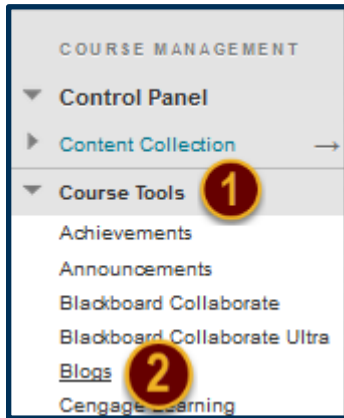 COURSE MANAGEMENT
Control Panel
Content Collection →
Course Tools 1
Achievements
Announcements
Blackboard Collaborate
Blackboard Collaborate Ultra
Blogs 2
Cengage Learning